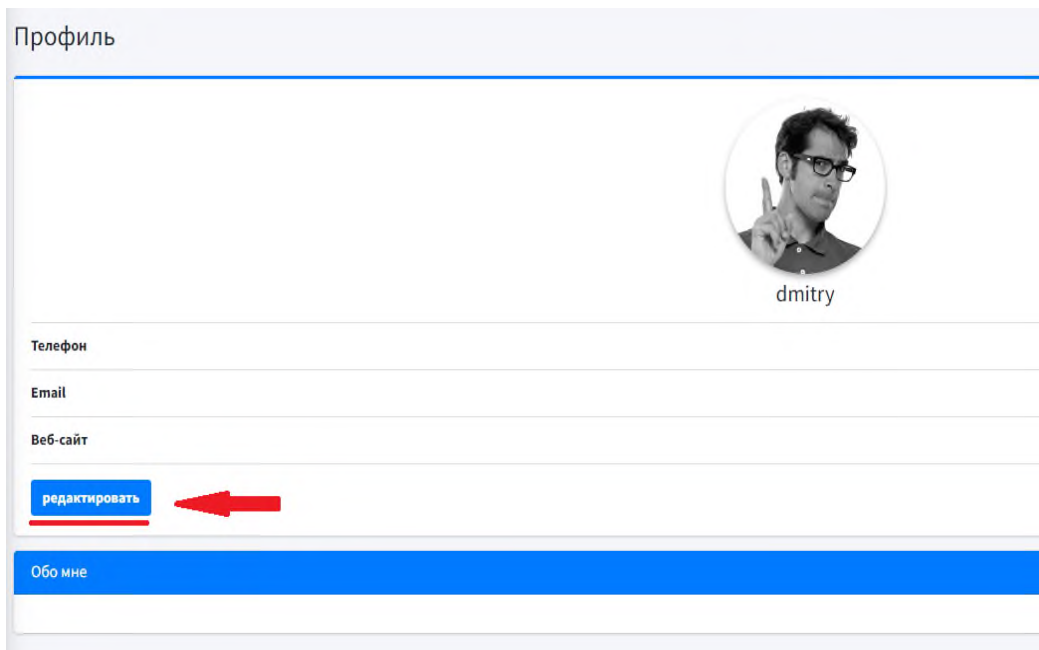 Профиль
dmitry
Телефон
Email
Веб-сайт
редактировать
Обо мне